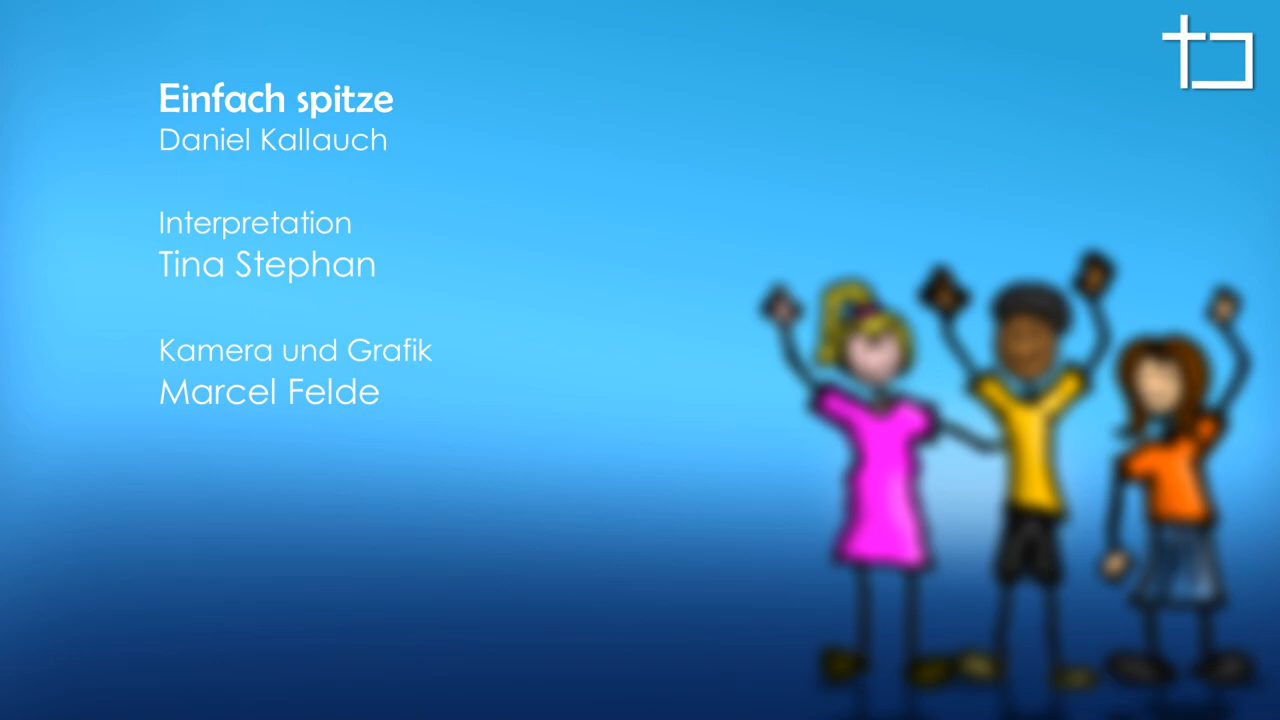 Einfach spitze
Daniel Kallauch
Interpretation
Tina Stephan
Kamera und Grafik
Marcel Felde